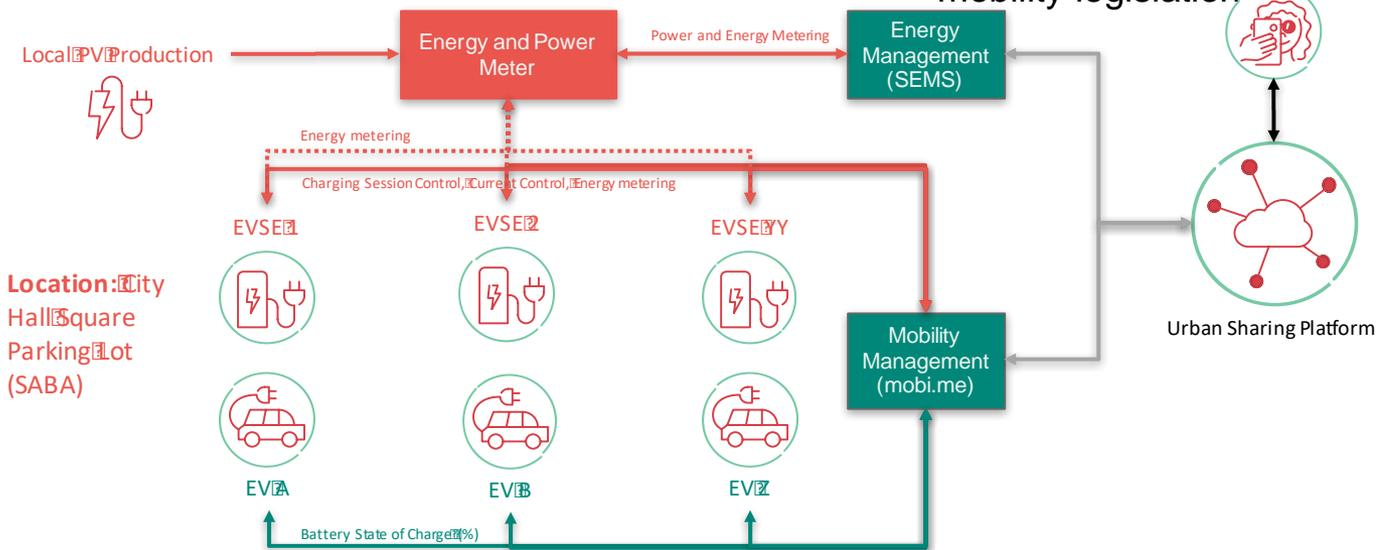 mobility legislation
Local PV Production
Energy and Power
Meter
Power and Energy Metering
Energy
Management
(SEMS)
Energy metering
Charging Session Control, Current Control, Energy metering
EVSE 1
EVSE 2
EVSE YY
Location: City
Hall Square
Parking Lot
(SABA)
Mobility
Management
(mobi.me)
Urban Sharing Platform
EV A
EV B
EV Z
Battery State of Charge (%)